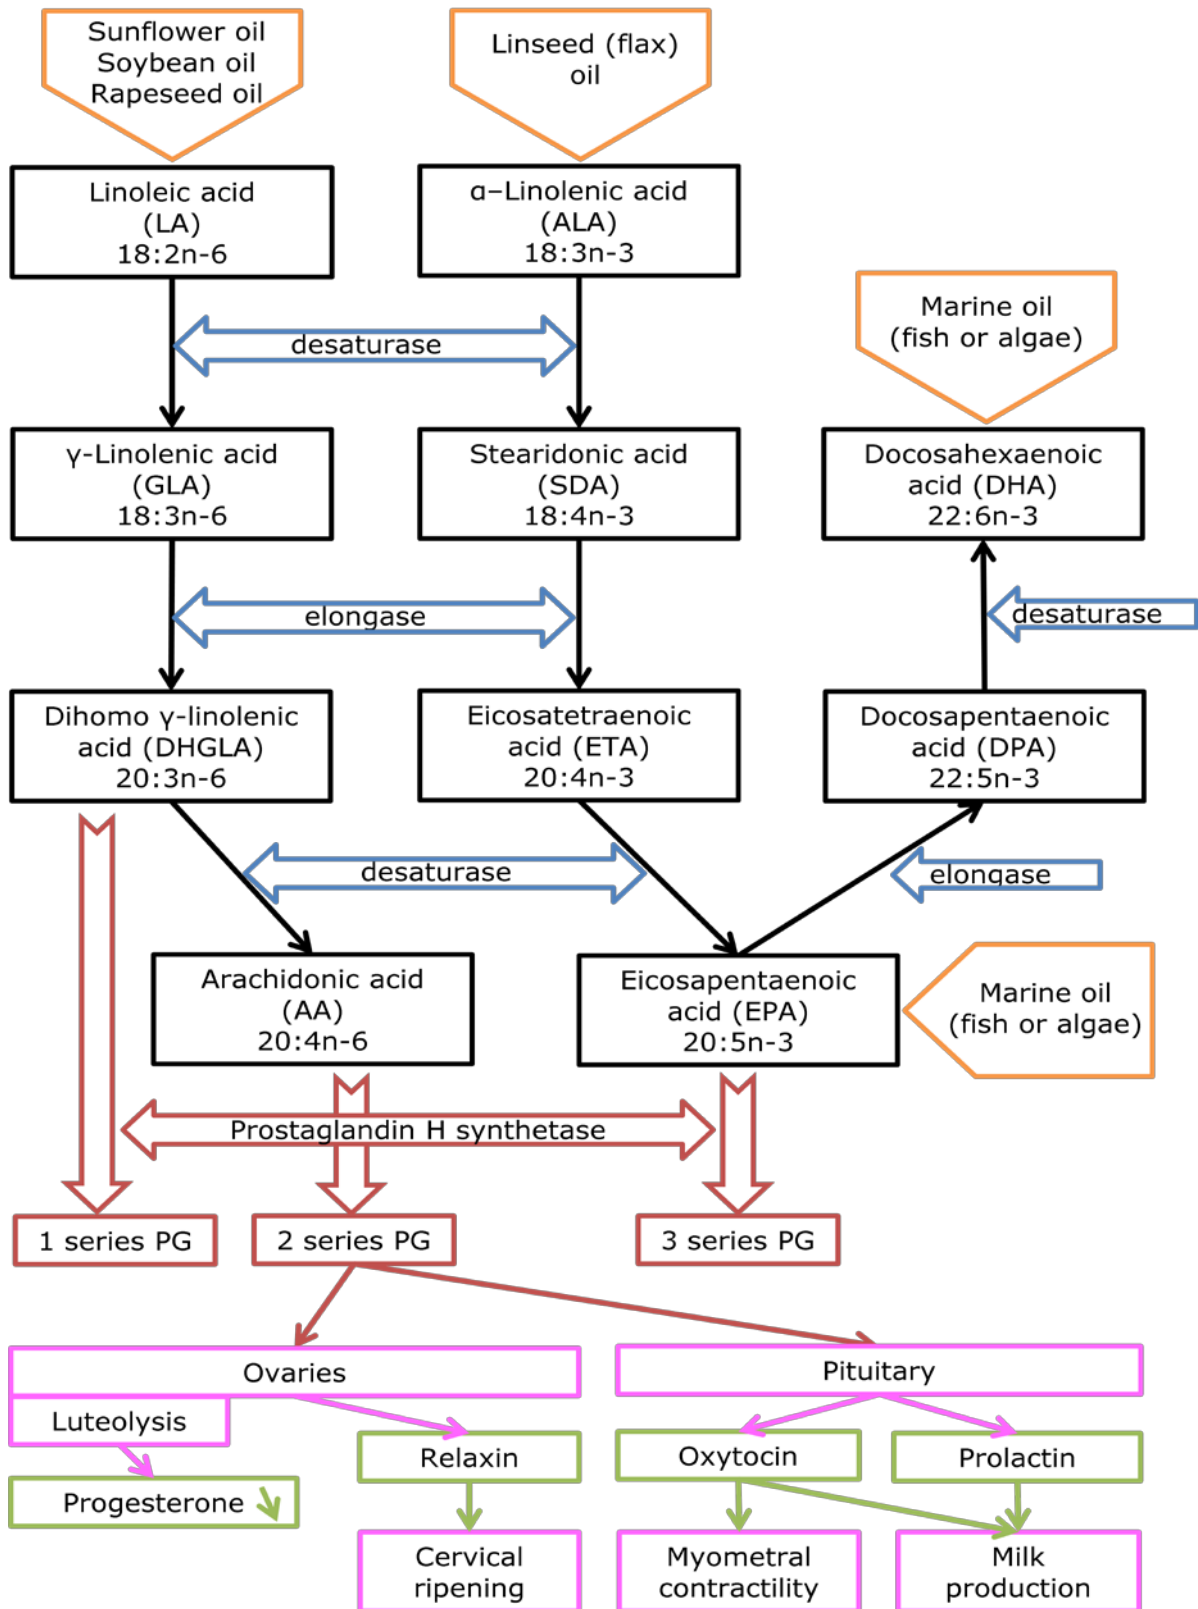 Sunflower oil
Soybean oil
Rapeseed oil
Linseed (flax)
oil
Linoleic acid
(LA)
18:2n-6
α–Linolenic acid
(ALA)
18:3n-3
Marine oil
(fish or algae)
desaturase
γ-Linolenic acid
(GLA)
18:3n-6
Stearidonic acid
(SDA)
18:4n-3
Docosahexaenoic
acid (DHA)
22:6n-3
elongase
desaturase
Dihomo γ-linolenic
acid (DHGLA)
20:3n-6
Eicosatetraenoic
acid (ETA)
20:4n-3
Docosapentaenoic
acid (DPA)
22:5n-3
desaturase
elongase
Arachidonic acid
(AA)
20:4n-6
Eicosapentaenoic
acid (EPA)
20:5n-3
Marine oil
(fish or algae)
Prostaglandin H synthetase
1 series PG
2 series PG
3 series PG
Ovaries
Pituitary
Luteolysis
Relaxin
Oxytocin
Prolactin
Progesterone
Cervical
ripening
Myometral
contractility
Milk
production